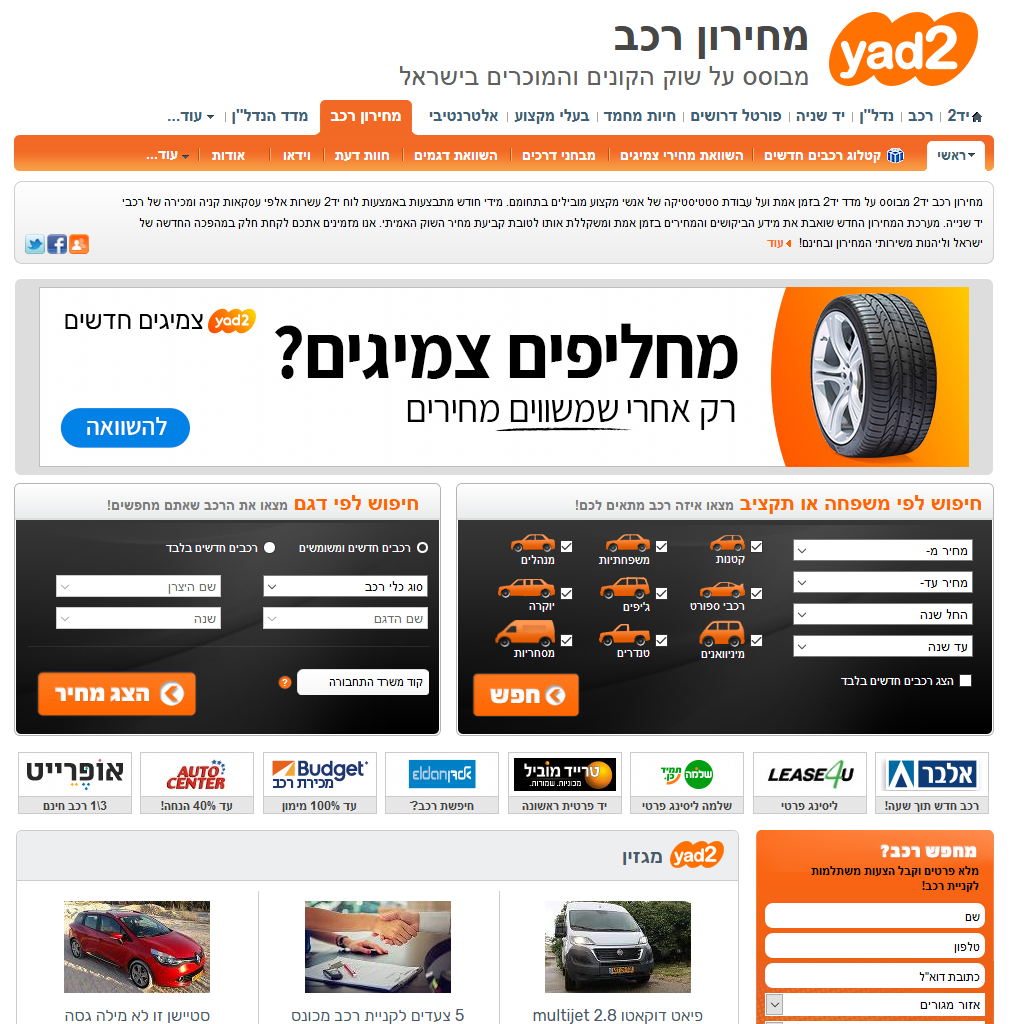 yad2
מחירון רכב
מבוסס על שוק הקונים והמוכרים בישראל
יד2 | רכב | נדל"ן | יד שניה | פורטל דרושים | חיות מחמד | בעלי מקצוע | אלטרנטיבי
מחירון רכב
מדד הנדל"ן | עוד...
ראשי
קטלוג רכבים חדשים | השוואת מחירי צמיגים | מבחני דרכים | השוואת דגמים | חוות דעת | וידאו | אודות | עוד...
מחירון רכב יד2 מבוסס על מדד יד2 בזמן אמת ועל עבודת סטטיסטיקה של אנשי מקצוע מובילים בתחומם. מידי חודש מתבצעות באמצעות לוח יד2 עשרות אלפי עסקאות קניה ומכירה של רכבי
יד שנייה. מערכת המחירון החדש שואבת את מידע הביקושים והמחירים בזמן אמת ומשקללת אותו לטובת קביעת מחיר השוק האמיתי. אנו מזמינים אתכם לקחת חלק במהפכה החדשה של
ישראל וליהנות משירותי המחירון ובחינם! עוד
yad2 צמיגים חדשים
מחליפים צמיגים?
רק אחרי שמשווים מחירים
להשוואה
חיפוש לפי משפחה או תקציב מצאו איזה רכב מתאים לכם!
מחיר מ-
מחיר עד-
החל שנה
עד שנה
הצג רכבים חדשים בלבד
קטנות
משפחתיות
מנהלים
רכבי ספורט
ג'יפים
יוקרה
מיניוואנים
טנדרים
מסחריות
חפש
חיפוש לפי דגם מצאו את הרכב שאתם מחפשים!
רכבים חדשים ומשומשים
רכבים חדשים בלבד
סוג כלי רכב
שם היצרן
שם הדגם
שנה
קוד משרד התחבורה
?
הצג מחיר
אלבר
רכב חדש תוך שעה!
LEASE4U
ליסינג פרטי
שלמה תמיד כן.
שלמה ליסינג פרטי
טרייד מוביל
מכוניות. שמורות.
יד פרטית ראשונה
eldan אלדן
חיפשת רכב?
Budget
מכירת רכב
עד 100% מימון
AUTO CENTER
עד 40% הנחה!
אופרייט
3\1 רכב חינם
מחפש רכב?
מלא פרטים וקבל הצעות משתלמות
לקניית רכב!
שם
טלפון
כתובת דוא"ל
אזור מגורים
yad2 מגזין
פיאט דוקאטו multijet 2.8
5 צעדים לקניית רכב מכונס
סטיישן זו לא מילה גסה